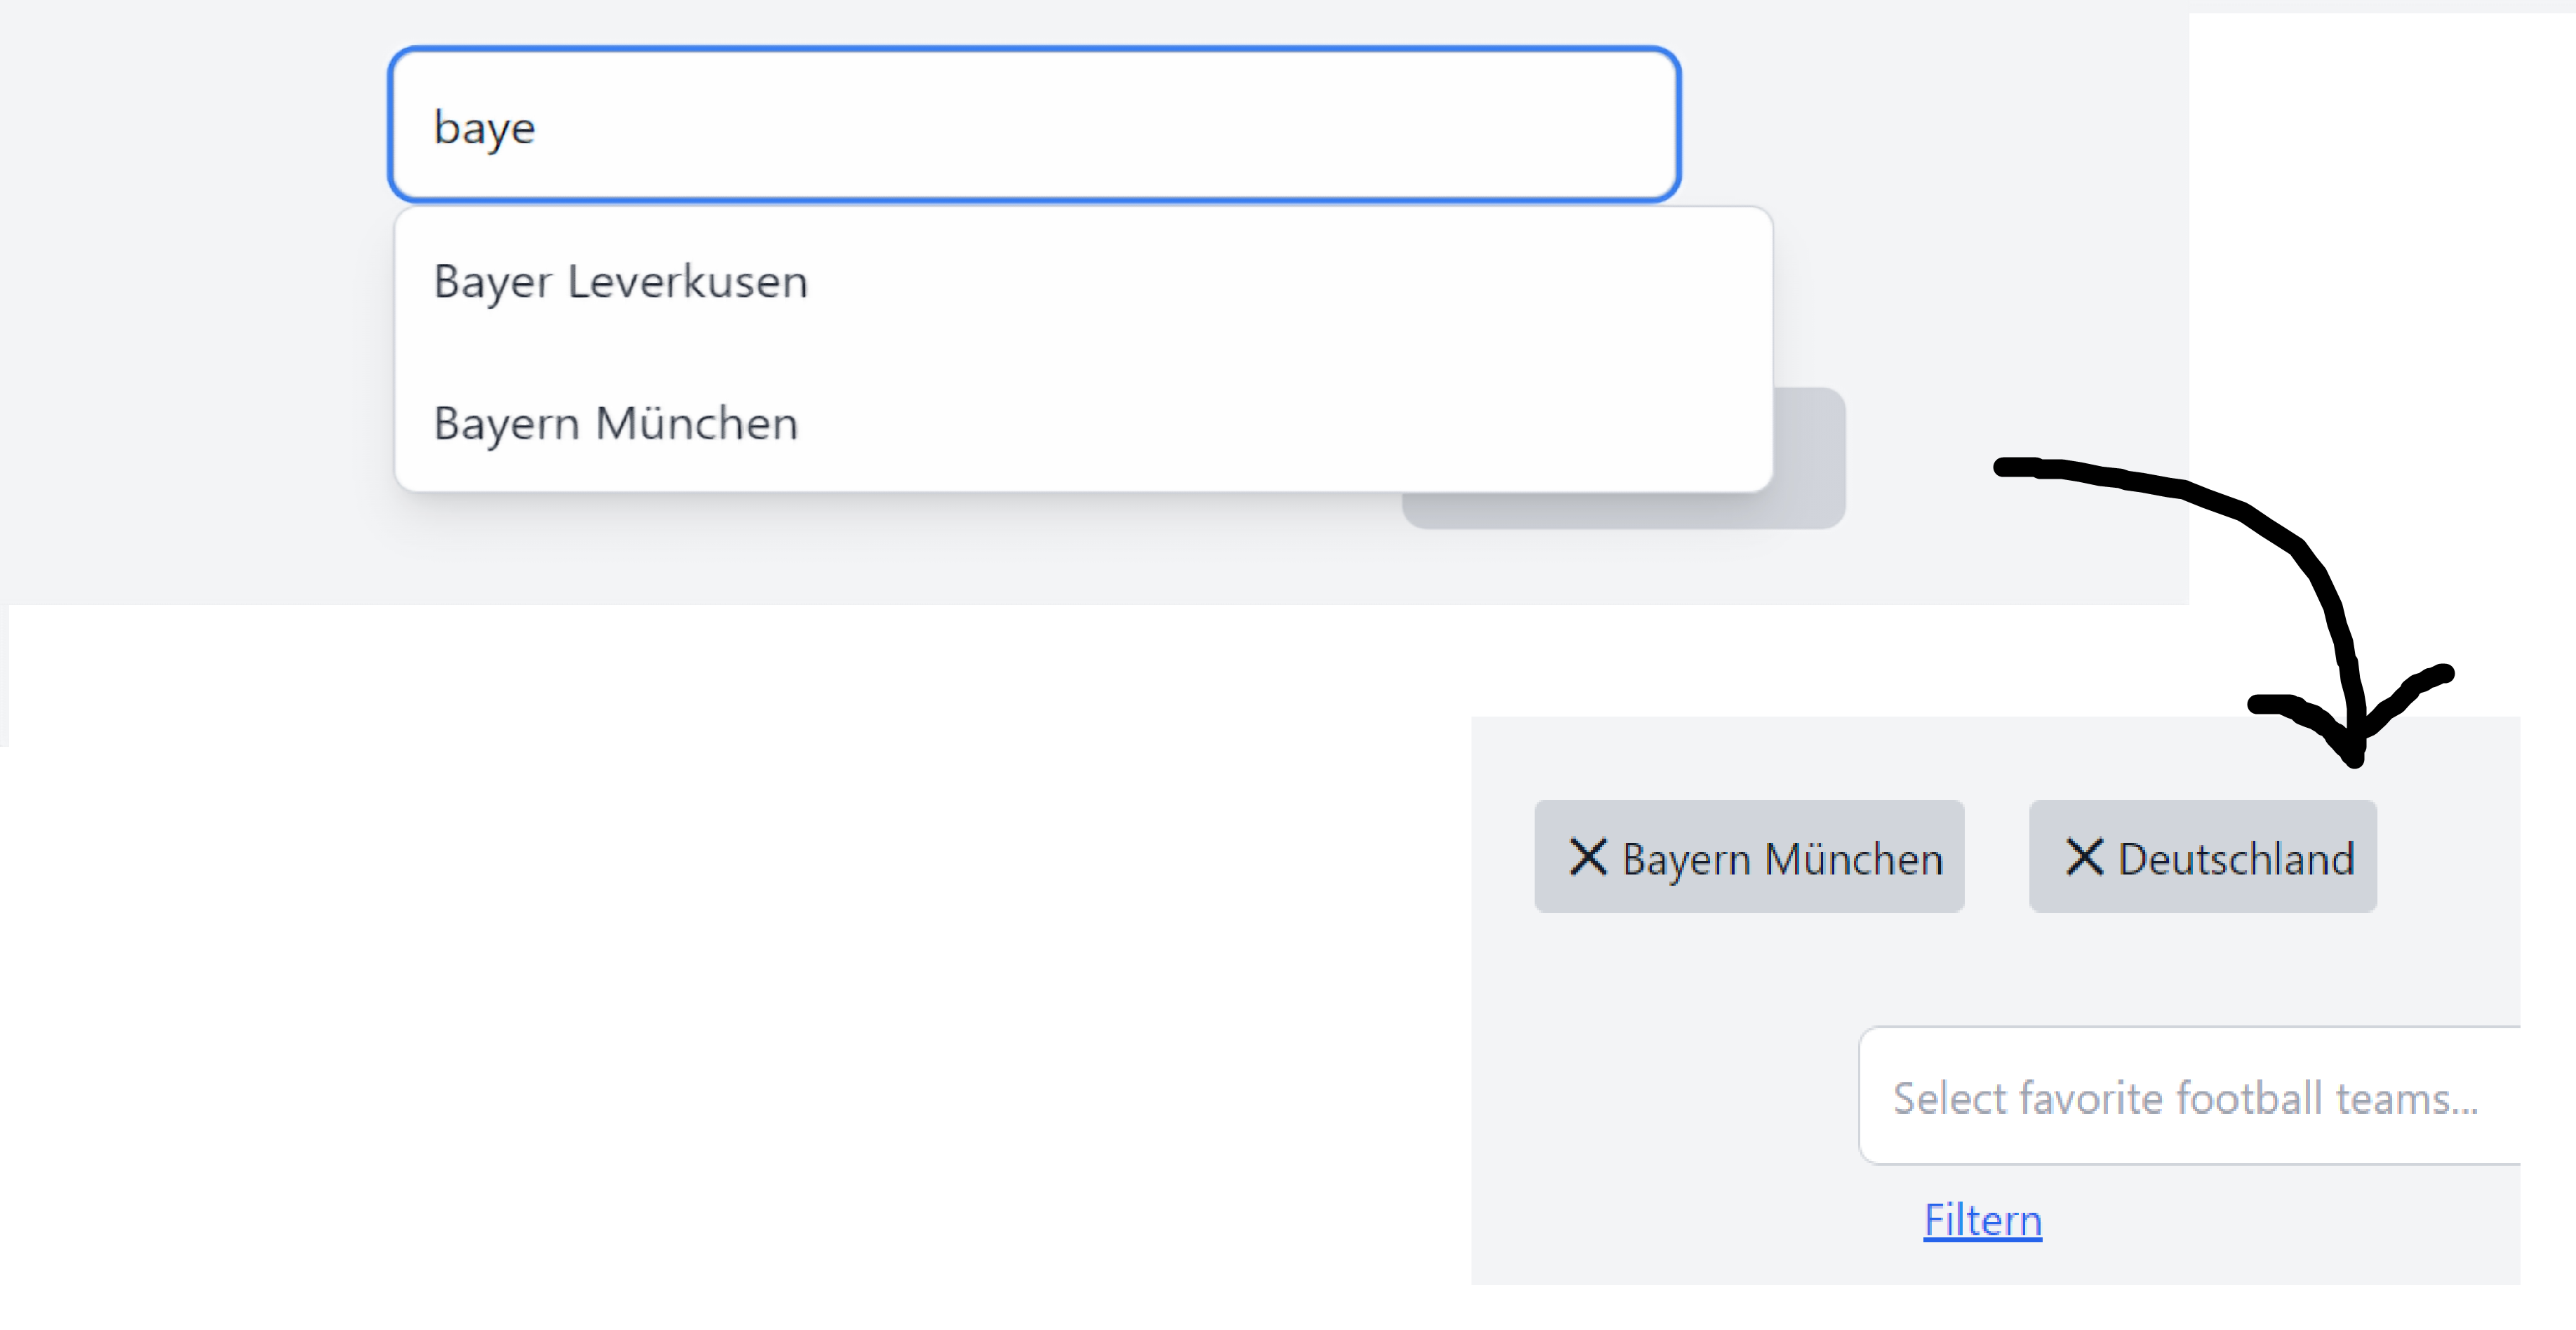 baye
Bayer Leverkusen
Bayern München
Bayern München
Deutschland
Select favorite football teams...
Filtern